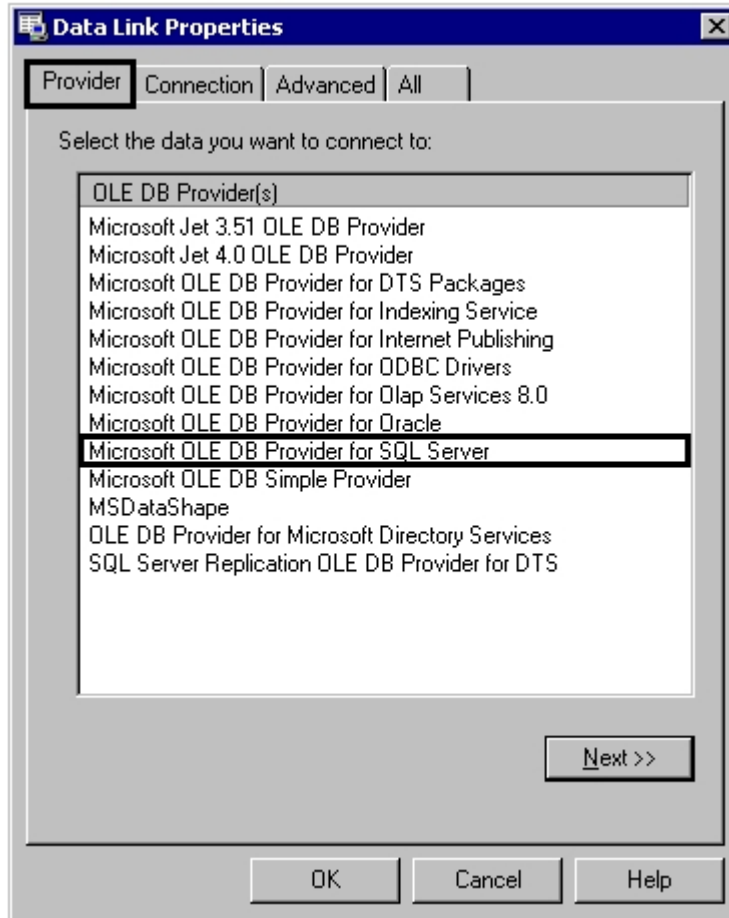 Data Link Properties
Provider Connection Advanced All
Select the data you want to connect to:
OLE DB Provider(s)
Microsoft Jet 3.51 OLE DB Provider
Microsoft Jet 4.0 OLE DB Provider
Microsoft OLE DB Provider for DTS Packages
Microsoft OLE DB Provider for Indexing Service
Microsoft OLE DB Provider for Internet Publishing
Microsoft OLE DB Provider for ODBC Drivers
Microsoft OLE DB Provider for Olap Services 8.0
Microsoft OLE DB Provider for Oracle
Microsoft OLE DB Provider for SQL Server
Microsoft OLE DB Simple Provider
MSDataShape
OLE DB Provider for Microsoft Directory Services
SQL Server Replication OLE DB Provider for DTS
Next >>
OK Cancel Help